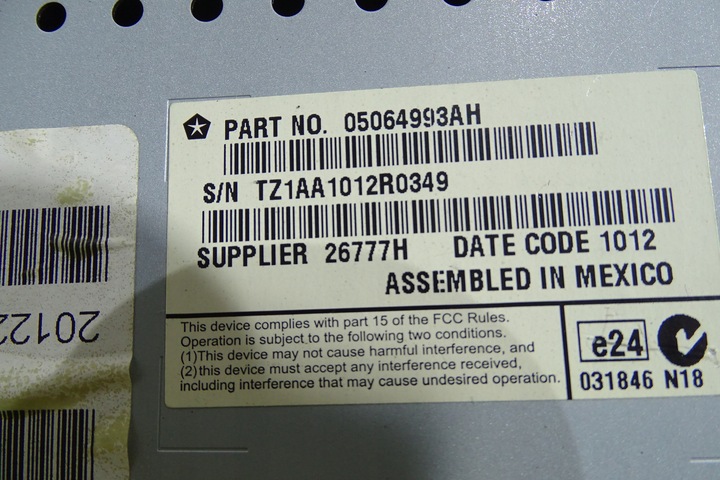 PART NO. 05064993AH
S/N TZ1AA1012R0349
SUPPLIER 26777H DATE CODE 1012
ASSEMBLED IN MEXICO
This device complies with part 15 of the FCC Rules.
Operation is subject to the following two conditions.
(1)This device may not cause harmful interference, and
(2)this device must accept any interference received,
including interference that may cause undesired operation.
e24
031846 N18